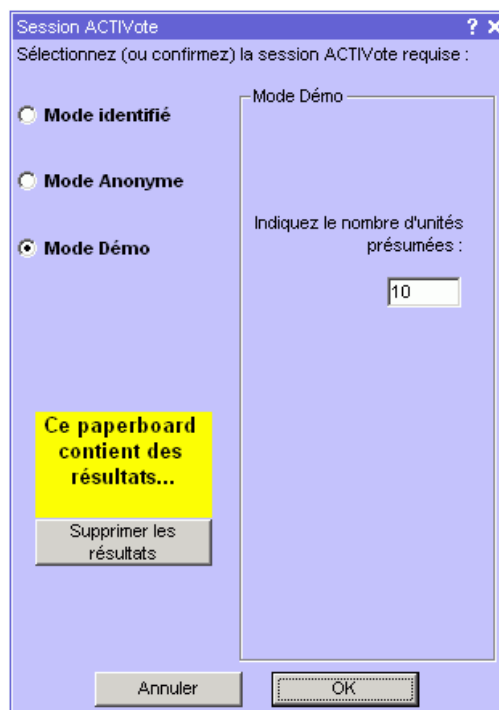 Session ACTIVote
? X
Sélectionnez (ou confirmez) la session ACTIVote requise :
Mode identifié
Mode Anonyme
Mode Démo
Mode Démo
Indiquez le nombre d'unités
présumées :
10
Ce paperboard
contient des
résultats...
Supprimer les
résultats
Annuler
OK